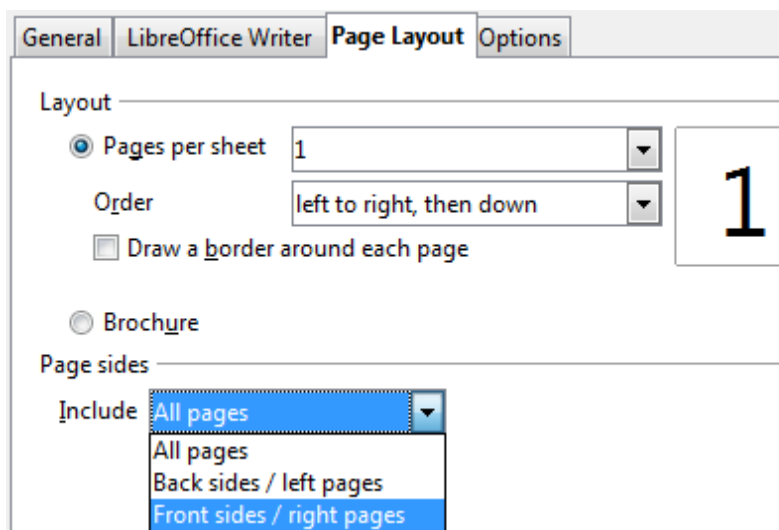 General LibreOffice Writer Page Layout Options
Layout
Pages per sheet 1
1
Order left to right, then down
Draw a border around each page
Brochure
Page sides
Include All pages
All pages
Back sides / left pages
Front sides / right pages